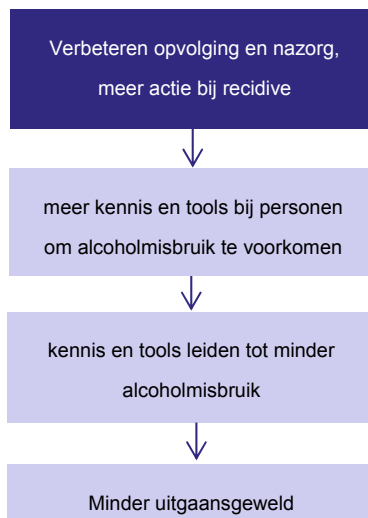 Verbeteren opvolging en nazorg,
meer actie bij recidive
meer kennis en tools bij personen
om alcoholmisbruik te voorkomen
kennis en tools leiden tot minder
alcoholmisbruik
Minder uitgaansgeweld